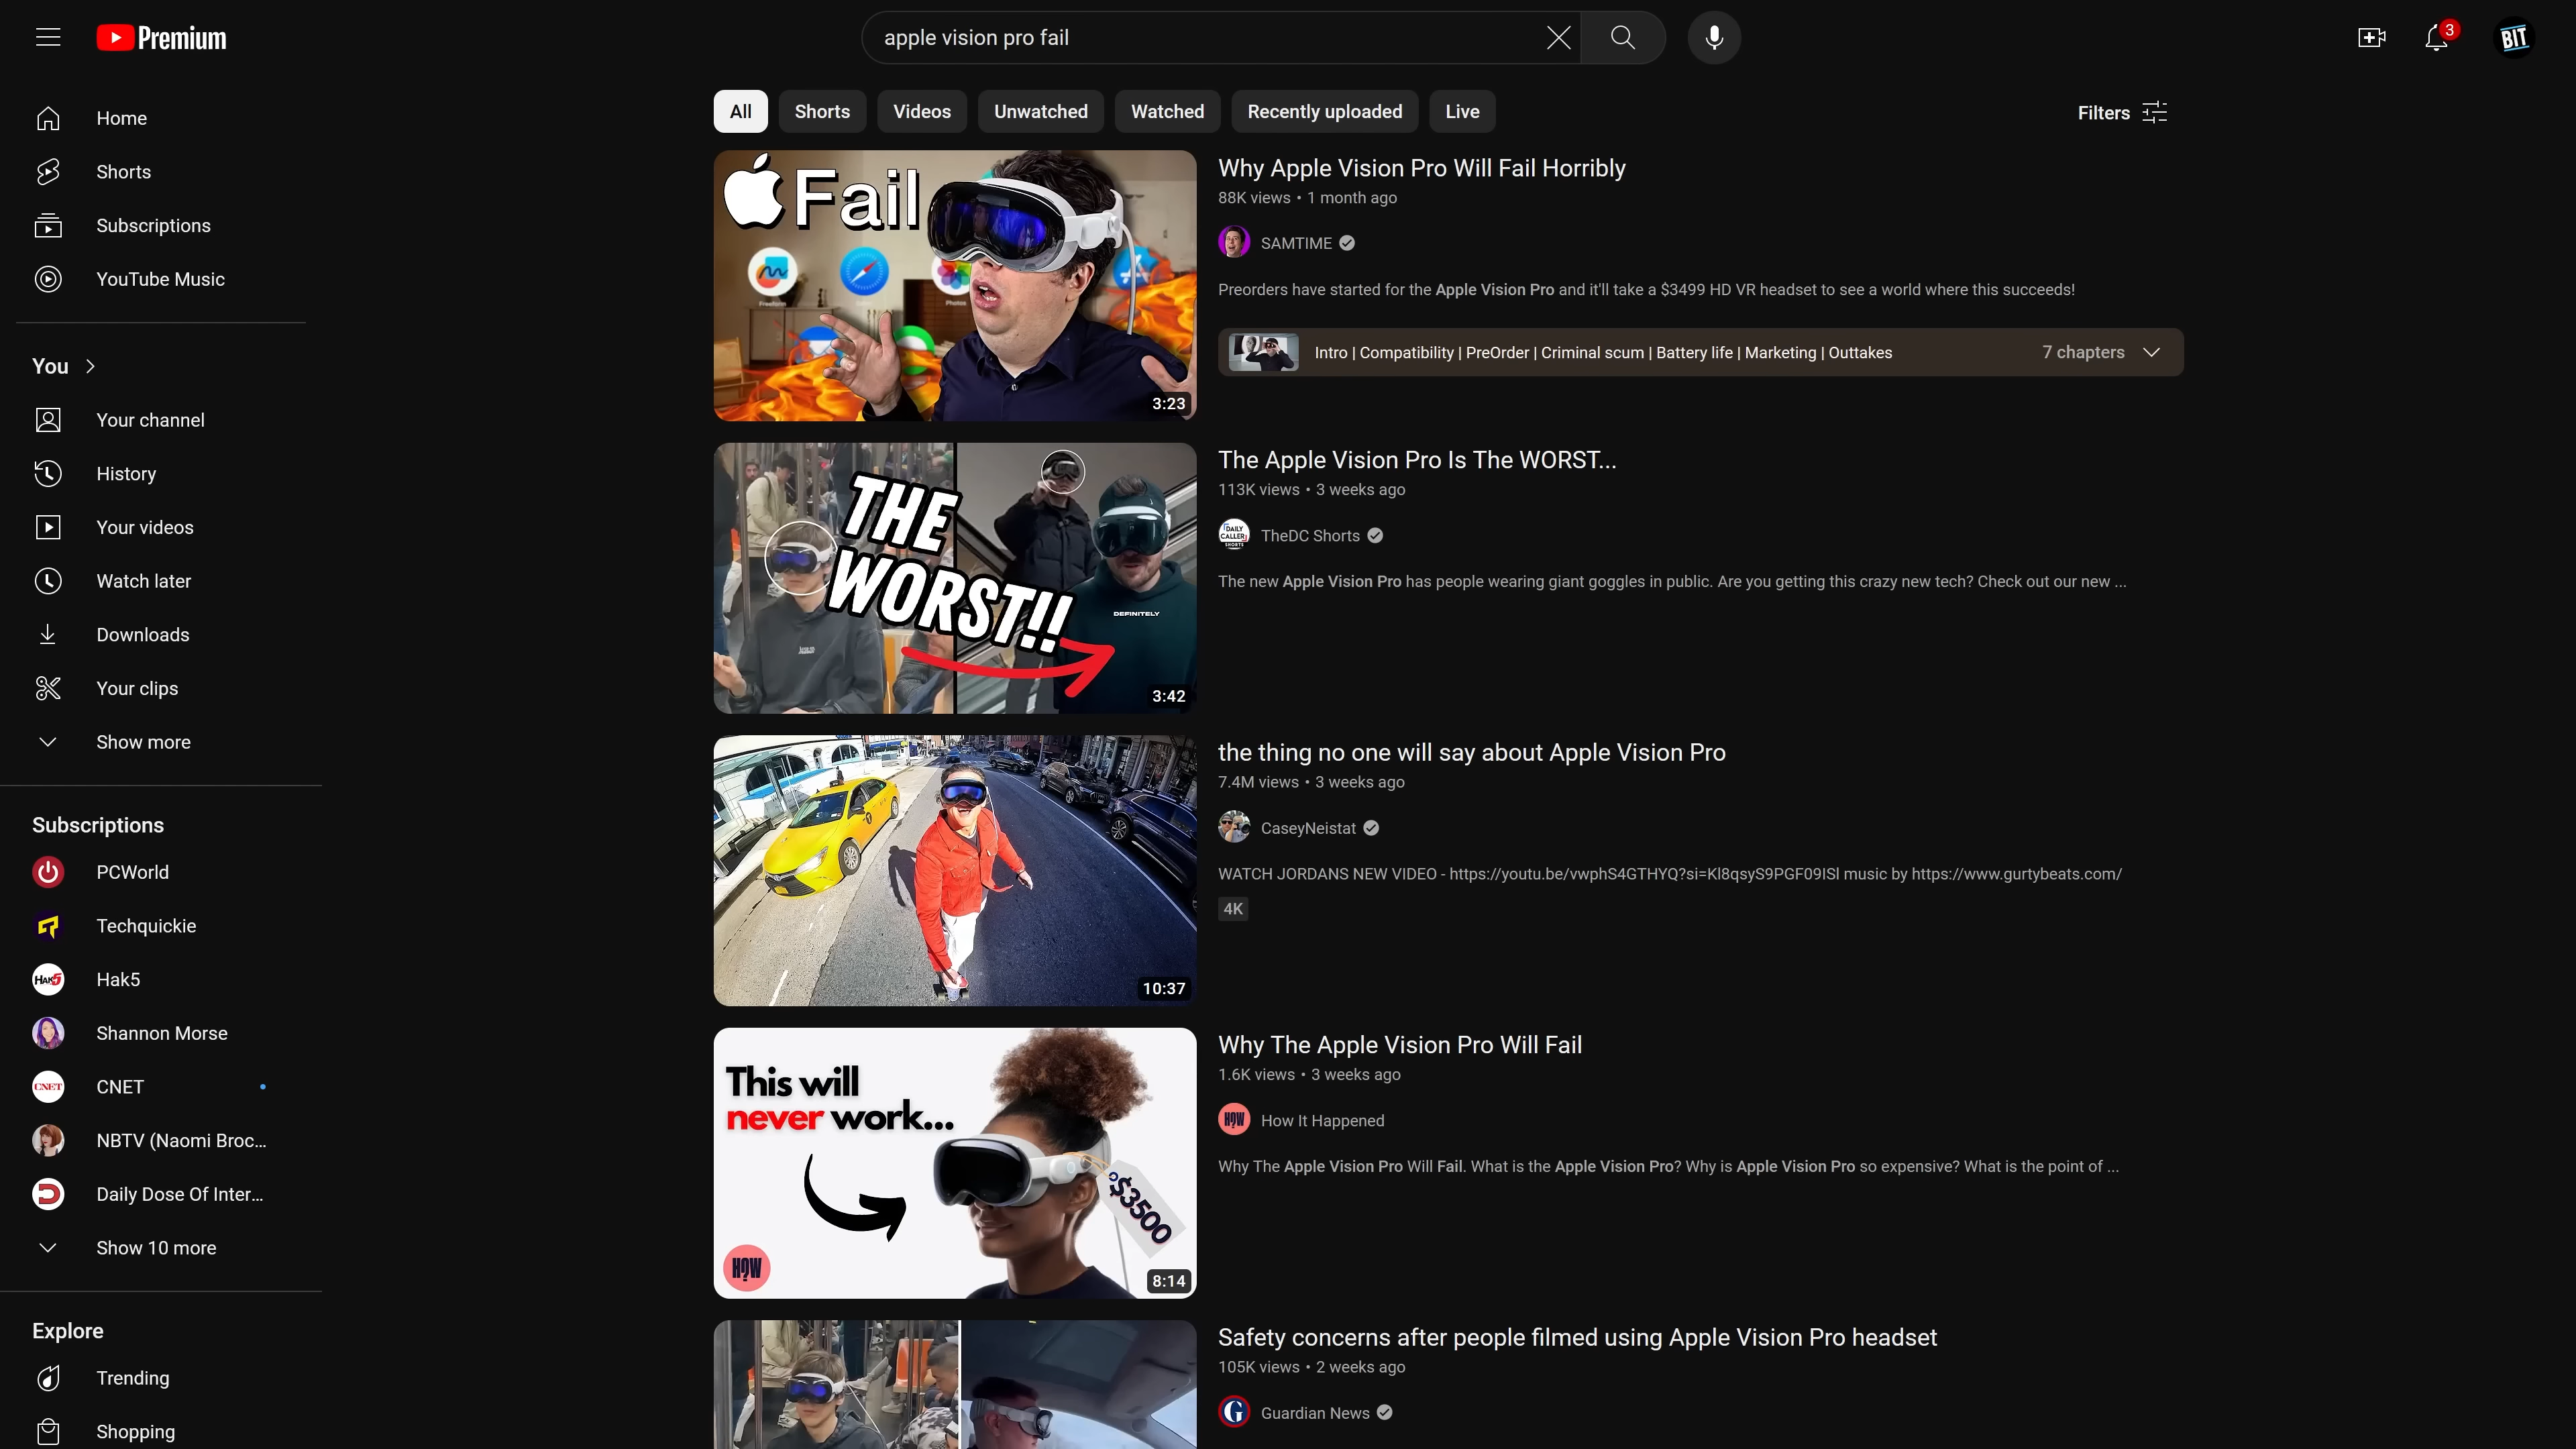 Premium
apple vision pro fail
3
BIT
Home
Shorts
Subscriptions
YouTube Music
You
Your channel
History
Your videos
Watch later
Downloads
Your clips
Show more
Subscriptions
PCWorld
Techquickie
HAK5
Hak5
Shannon Morse
CNET
CNET
NBTV (Naomi Broc...
Daily Dose Of Inter...
Show 10 more
Explore
Trending
Shopping
All
Shorts
Videos
Unwatched
Watched
Recently uploaded
Live
Filters
Fail
Photos
3:23
Why Apple Vision Pro Will Fail Horribly
88K views • 1 month ago
SAMTIME
Preorders have started for the Apple Vision Pro and it'll take a $3499 HD VR headset to see a world where this succeeds!
Intro | Compatibility | PreOrder | Criminal scum | Battery life | Marketing | Outtakes
7 chapters
THE
WORST!!
DEFINITELY
3:42
The Apple Vision Pro Is The WORST...
113K views • 3 weeks ago
DAILY
CALLER
SHORTS
TheDC Shorts
The new Apple Vision Pro has people wearing giant goggles in public. Are you getting this crazy new tech? Check out our new ...
10:37
the thing no one will say about Apple Vision Pro
7.4M views • 3 weeks ago
CaseyNeistat
WATCH JORDANS NEW VIDEO - https://youtu.be/vwphS4GTHYQ?si=Kl8qsyS9PGF09ISl music by https://www.gurtybeats.com/
4K
This will
never work...
$3500
H?W
8:14
Why The Apple Vision Pro Will Fail
1.6K views • 3 weeks ago
H?W
How It Happened
Why The Apple Vision Pro Will Fail. What is the Apple Vision Pro? Why is Apple Vision Pro so expensive? What is the point of ...
Safety concerns after people filmed using Apple Vision Pro headset
105K views • 2 weeks ago
G
Guardian News